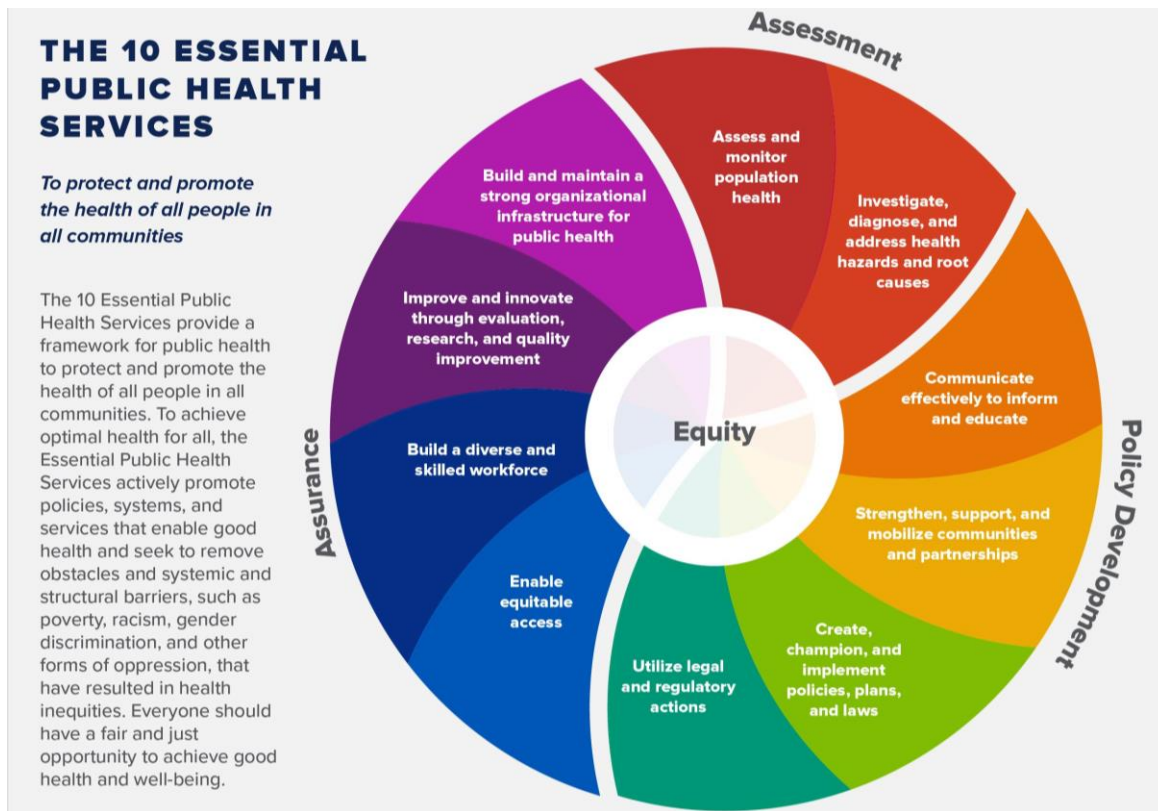 THE 10 ESSENTIAL
PUBLIC HEALTH
SERVICES
To protect and promote
the health of all people in
all communities
The 10 Essential Public
Health Services provide a
framework for public health
to protect and promote the
health of all people in all
communities. To achieve
optimal health for all, the
Essential Public Health
Services actively promote
policies, systems, and
services that enable good
health and seek to remove
obstacles and systemic and
structural barriers, such as
poverty, racism, gender
discrimination, and other
forms of oppression, that
have resulted in health
inequities. Everyone should
have a fair and just
opportunity to achieve good
health and well-being.
Assessment
Assess and
monitor
population
health
Investigate,
diagnose, and
address health
hazards and root
causes
Policy Development
Communicate
effectively to inform
and educate
Strengthen, support, and
mobilize communities
and partnerships
Create,
champion, and
implement
policies, plans,
and laws
Utilize legal
and regulatory
actions
Assurance
Enable
equitable
access
Build a diverse and
skilled workforce
Improve and innovate
through evaluation,
research, and quality
improvement
Build and maintain a
strong organizational
infrastructure for
public health
Equity